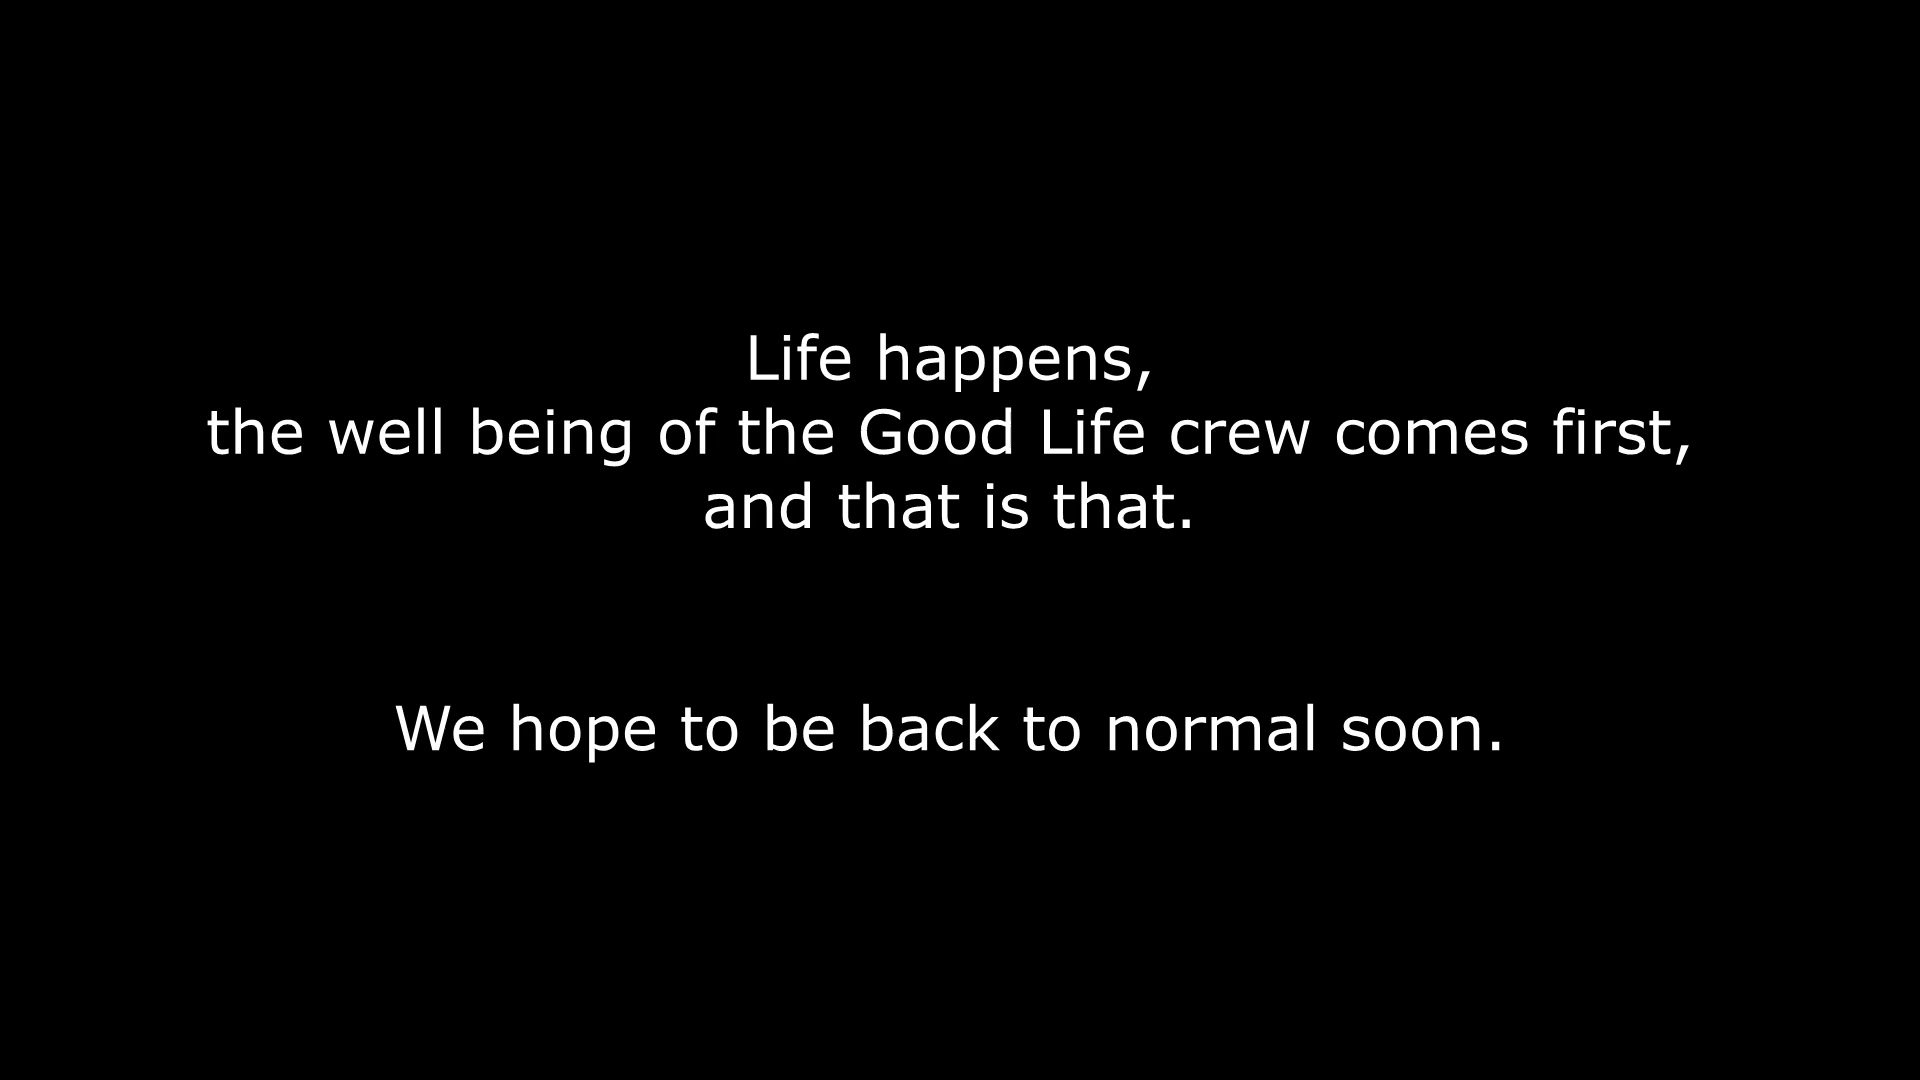 Life happens,
the well being of the Good Life crew comes first,
and that is that.
We hope to be back to normal soon.